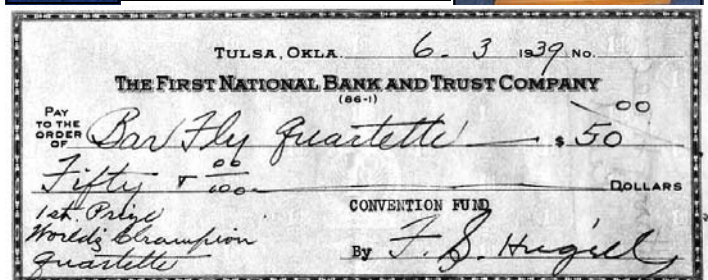 TULSA, OKLA. 6-3 1939 No.
THE FIRST NATIONAL BANK AND TRUST COMPANY
(86-1)
PAY TO THE ORDER OF Bar Fly Quartette $ 50 00
Fifty & 00/100 DOLLARS
1st. Prize
World's Champion
Quartette
CONVENTION FUND
By F. S. Hugill